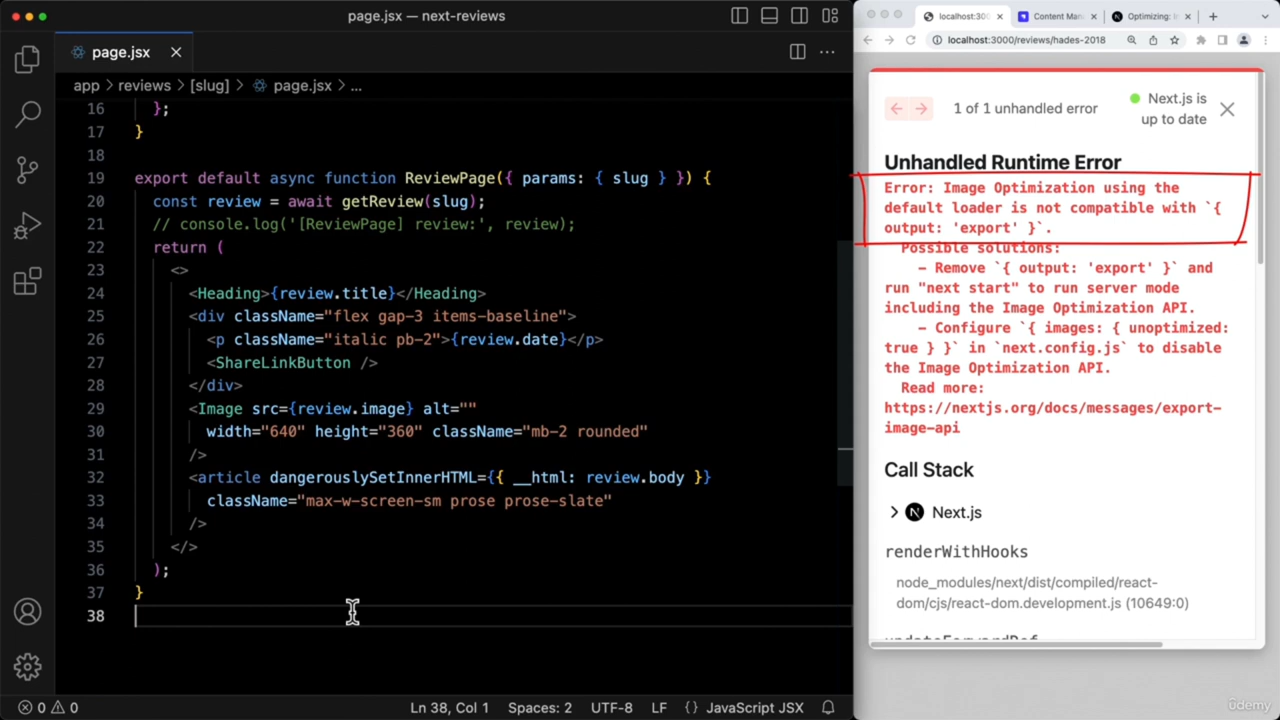 page.jsx — next-reviews
page.jsx
app > reviews > [slug] > page.jsx > ...
16 };
17 }
18
19 export default async function ReviewPage({ params: { slug } }) {
20 const review = await getReview(slug);
21 // console.log('[ReviewPage] review:', review);
22 return (
23 <>
24 <Heading>{review.title}</Heading>
25 <div className="flex gap-3 items-baseline">
26 <p className="italic pb-2">{review.date}</p>
27 <ShareLinkButton />
28 </div>
29 <Image src={review.image} alt=""
30 width="640" height="360" className="mb-2 rounded"
31 />
32 <article dangerouslySetInnerHTML={{ __html: review.body }}
33 className="max-w-screen-sm prose prose-slate"
34 />
35 </>
36 );
37 }
38
0 0
Ln 38, Col 1 Spaces: 2 UTF-8 LF {} JavaScript JSX
localhost:300 Content Man Optimizing: I
localhost:3000/reviews/hades-2018
1 of 1 unhandled error
Next.js is
up to date
Unhandled Runtime Error
Error: Image Optimization using the
default loader is not compatible with `{
output: 'export' }`.
Possible solutions:
- Remove `{ output: 'export' }` and
run "next start" to run server mode
including the Image Optimization API.
- Configure `{ images: { unoptimized:
true } }` in `next.config.js` to disable
the Image Optimization API.
Read more:
https://nextjs.org/docs/messages/export-
image-api
Call Stack
> N Next.js
renderWithHooks
node_modules/next/dist/compiled/react-
dom/cjs/react-dom.development.js (10649:0)
updateForwardRef
ûdemy